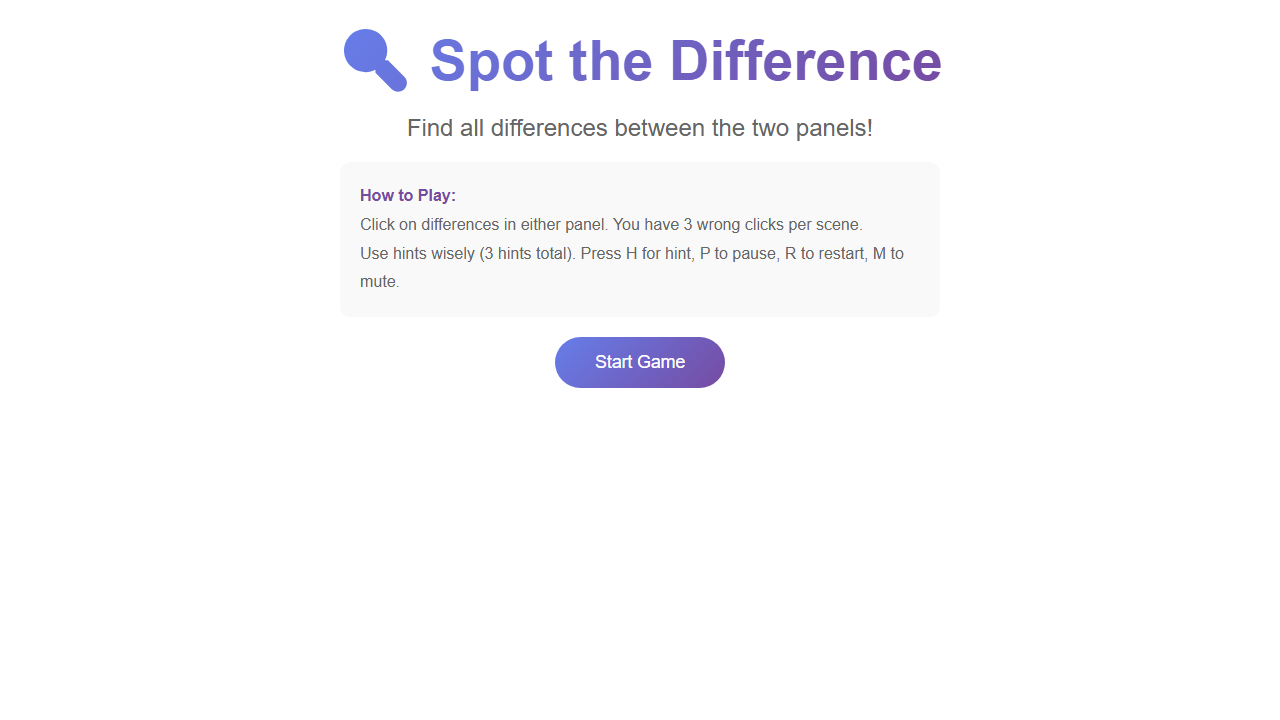 Spot the Difference
Find all differences between the two panels!
How to Play:
Click on differences in either panel. You have 3 wrong clicks per scene.
Use hints wisely (3 hints total). Press H for hint, P to pause, R to restart, M to
mute.
Start Game